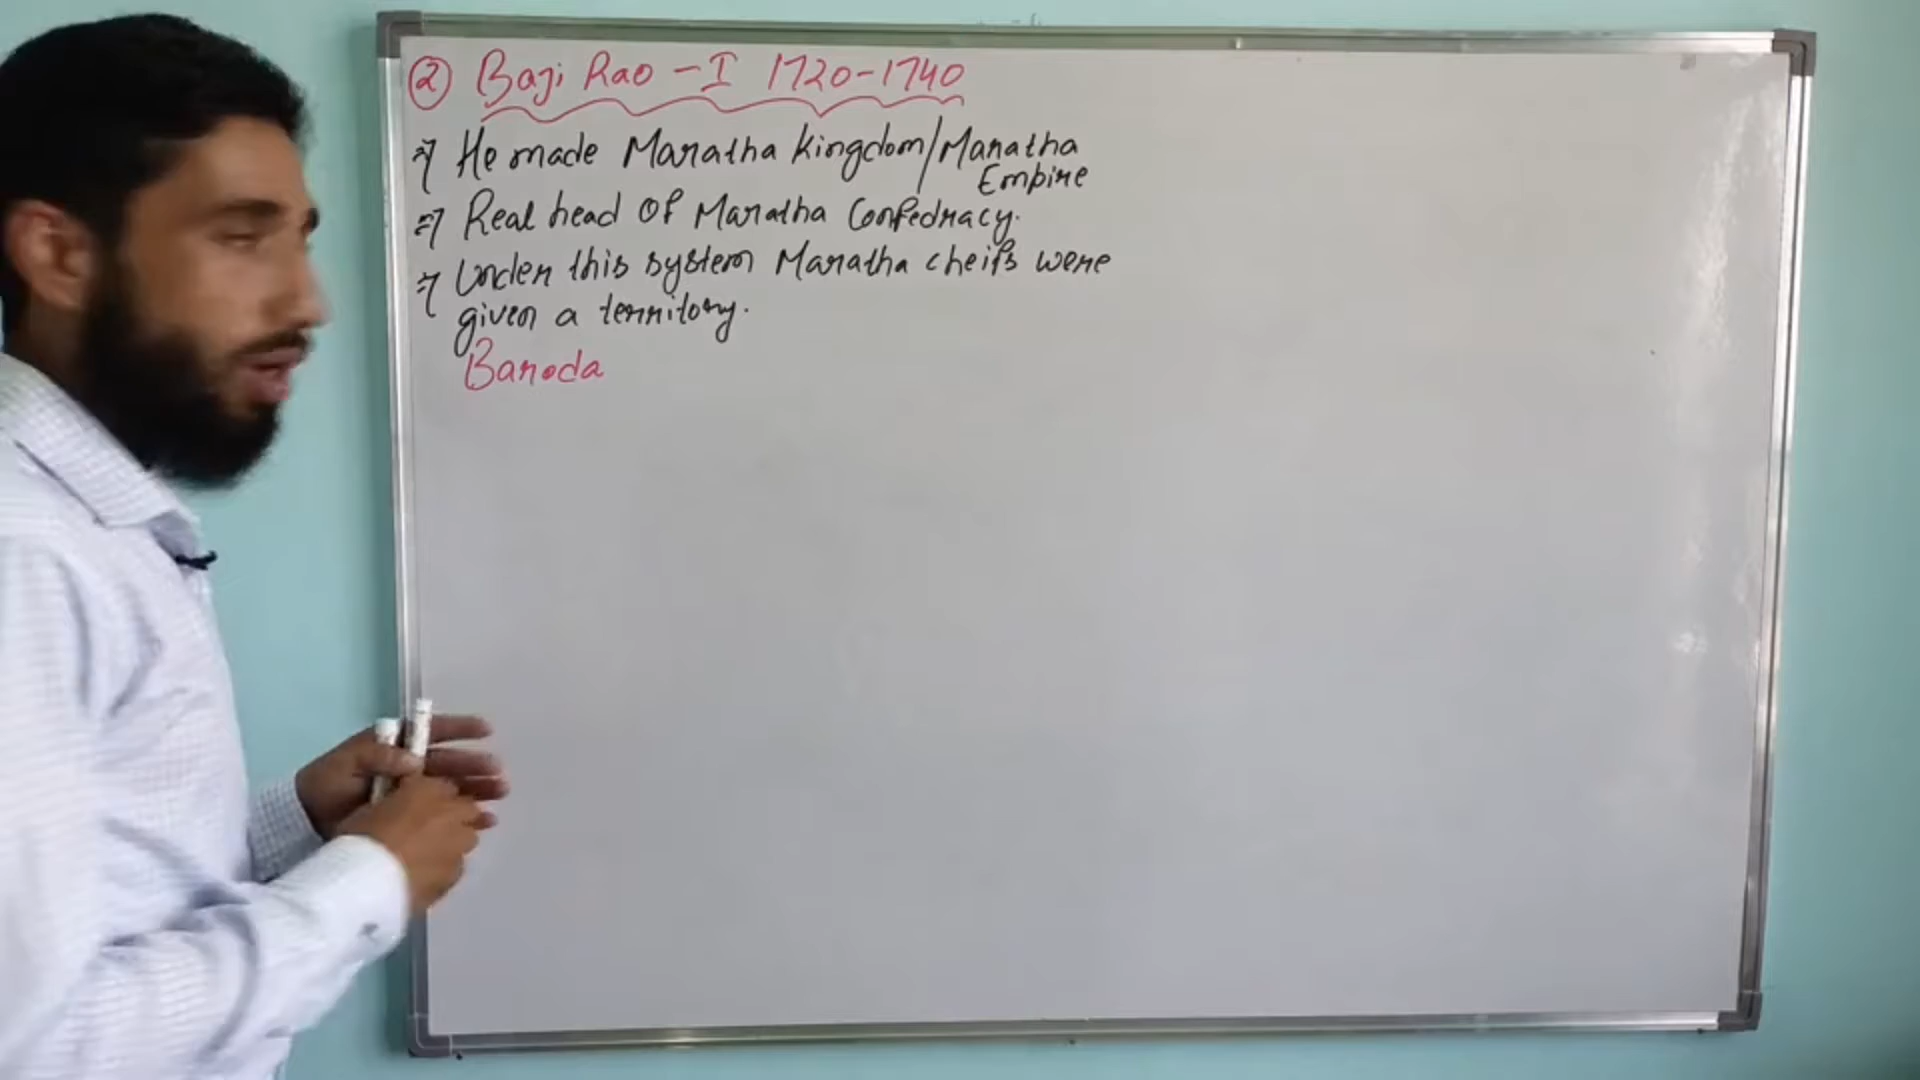 ② Baji Rao - I 1720-1740
⇒ He made Maratha kingdom/Maratha
Empire
⇒ Real head of Maratha Confedracy.
⇒ Under this system Maratha cheifs were
given a territory.
Baroda